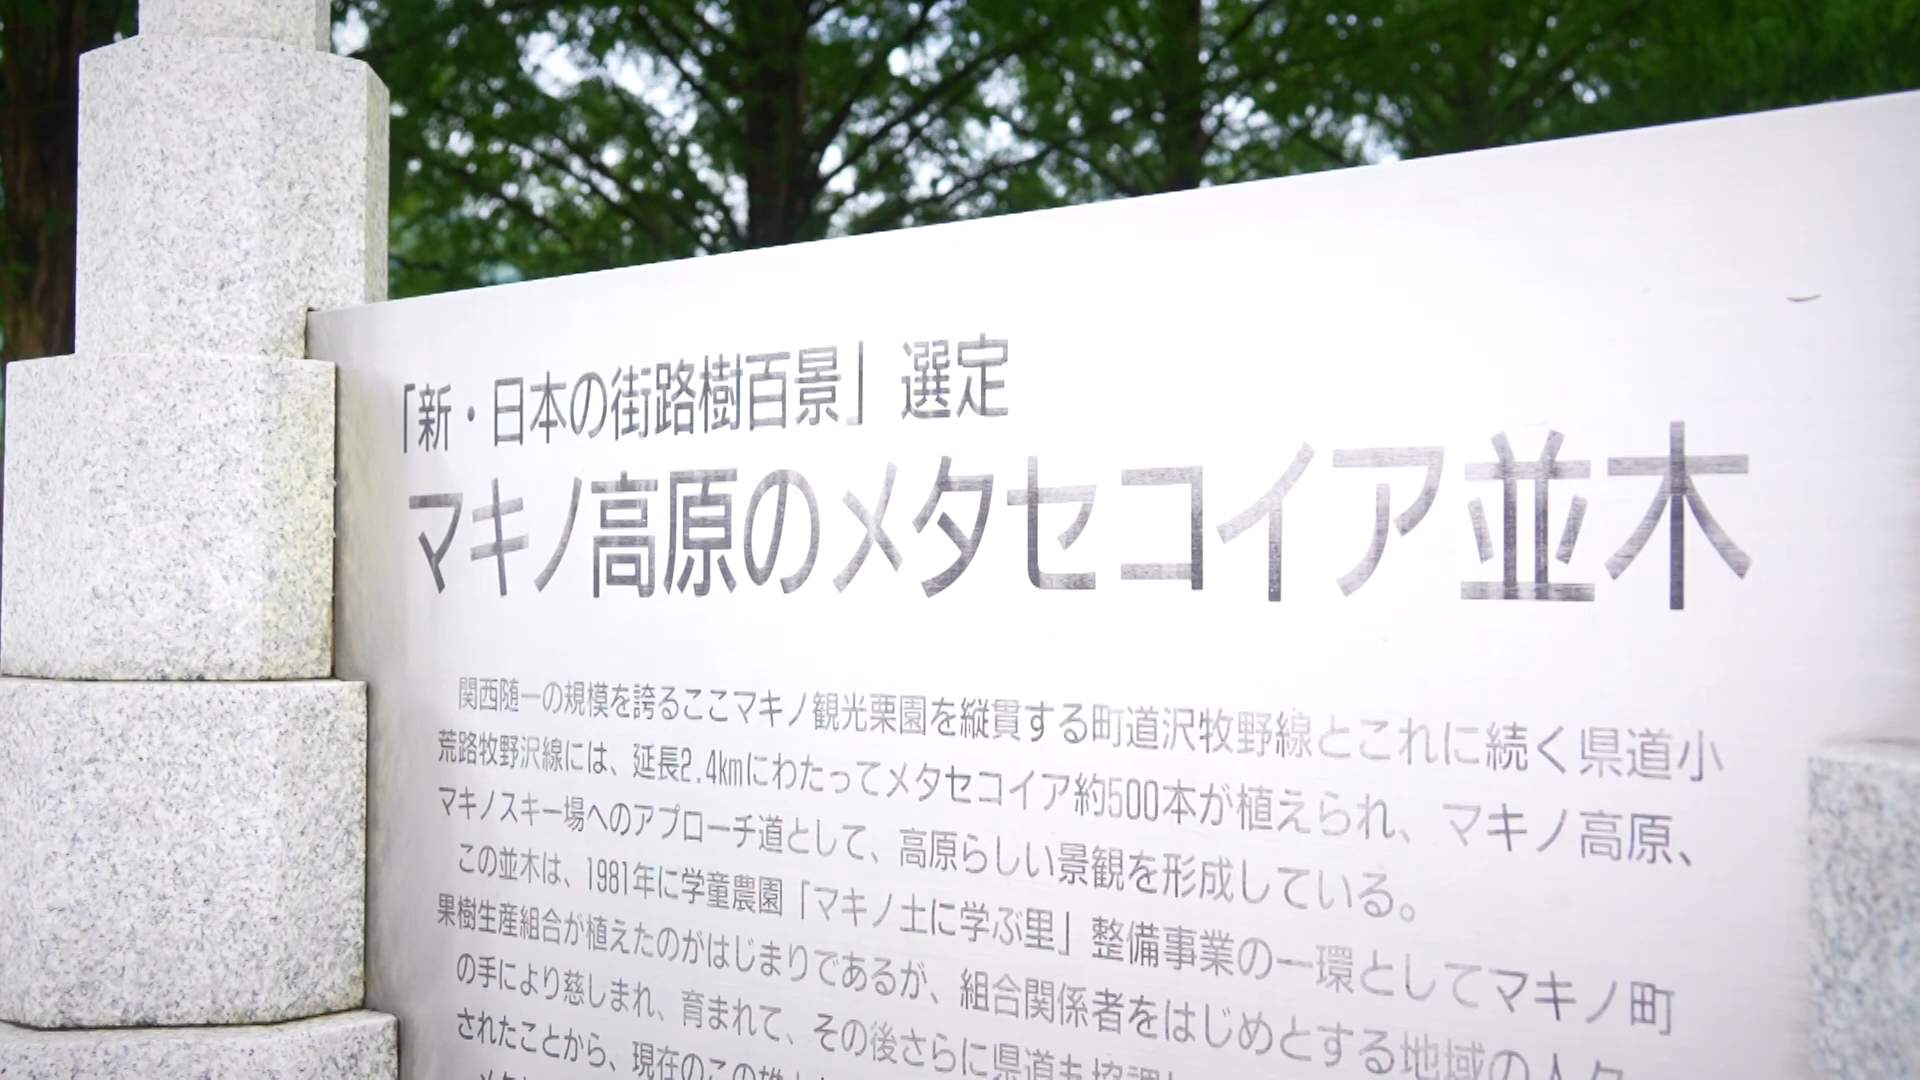 「新・日本の街路樹百景」選定
マキノ高原のメタセコイア並木
関西随一の規模を誇るここマキノ観光栗園を縦貫する町道沢牧野線とこれに続く県道小
荒路牧野沢線には、延長2.4kmにわたってメタセコイア約500本が植えられ、マキノ高原、
マキノスキー場へのアプローチ道として、高原らしい景観を形成している。
この並木は、1981年に学童農園「マキノ土に学ぶ里」整備事業の一環としてマキノ町
果樹生産組合が植えたのがはじまりであるが、組合関係者をはじめとする地域の人々
の手により慈しまれ、育まれて、その後さらに県道も協調し
されたことから、現在のこの雄